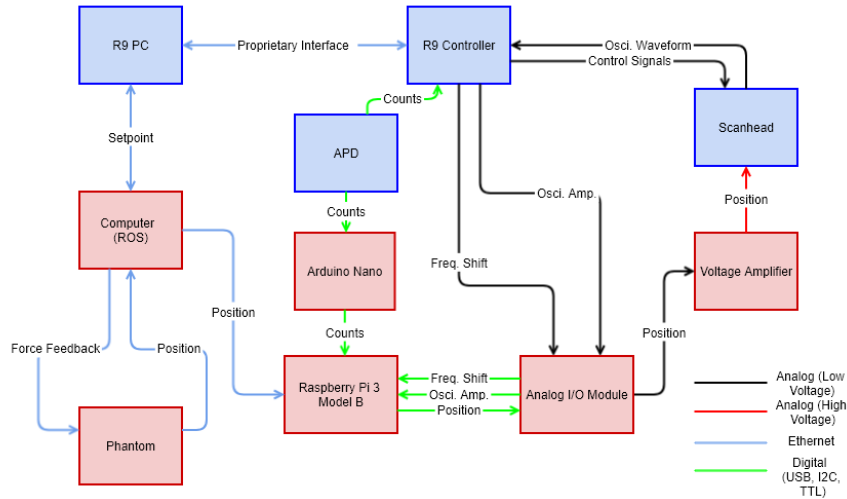 R9 PC
Proprietary Interface
R9 Controller
Osci. Waveform
Control Signals
Counts
Scanhead
Setpoint
APD
Osci. Amp.
Position
Counts
Computer
(ROS)
Arduino Nano
Freq. Shift
Voltage Amplifier
Position
Counts
Position
Force Feedback
Position
Raspberry Pi 3
Model B
Freq. Shift
Osci. Amp.
Position
Analog I/O Module
Phantom
Analog (Low
Voltage)
Analog (High
Voltage)
Ethernet
Digital
(USB, I2C,
TTL)